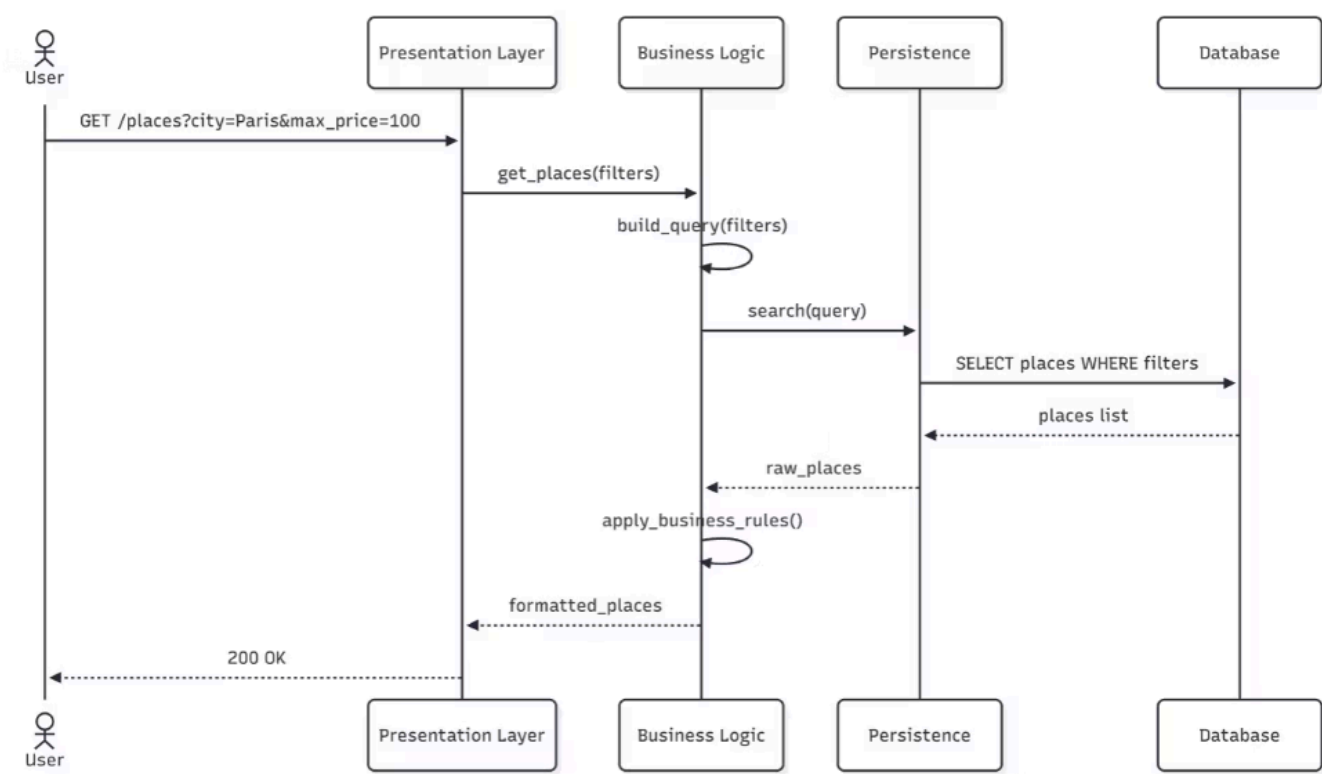 User
Presentation Layer
Business Logic
Persistence
Database
GET /places?city=Paris&max_price=100
get_places(filters)
build_query(filters)
search(query)
SELECT places WHERE filters
places list
raw_places
apply_business_rules()
formatted_places
200 OK
User
Presentation Layer
Business Logic
Persistence
Database